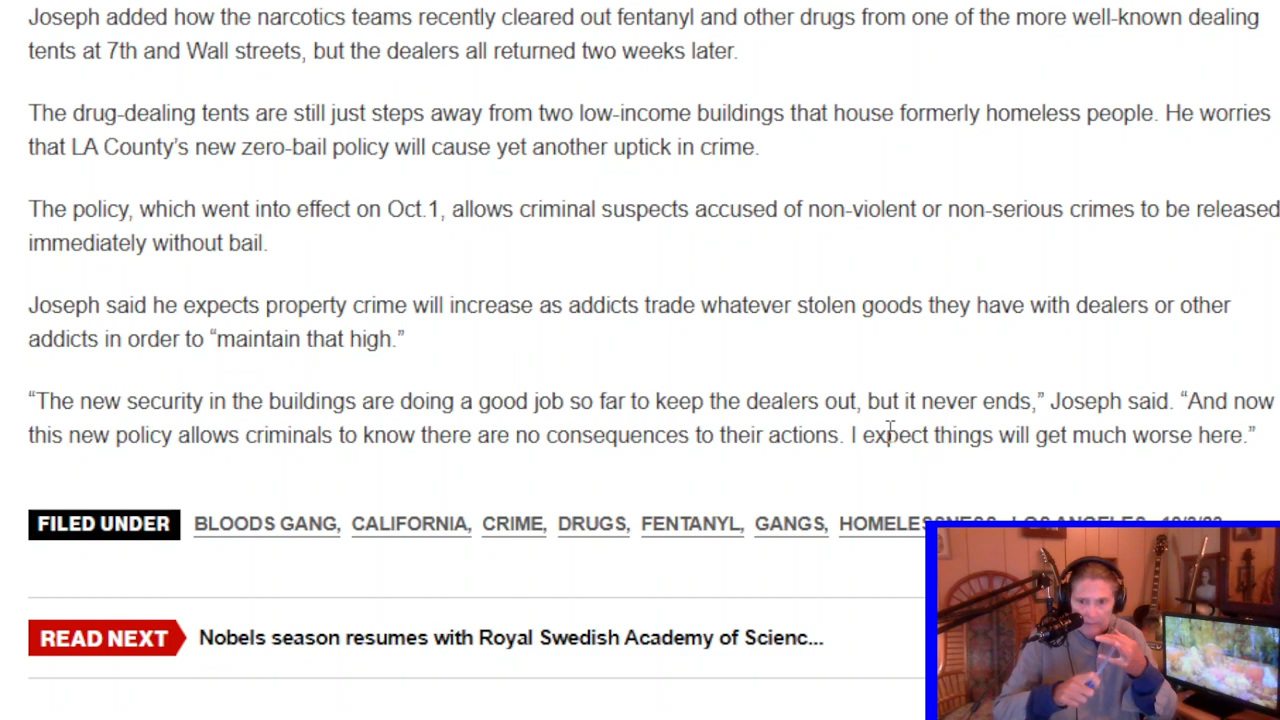 Joseph added how the narcotics teams recently cleared out fentanyl and other drugs from one of the more well-known dealing
tents at 7th and Wall streets, but the dealers all returned two weeks later.
The drug-dealing tents are still just steps away from two low-income buildings that house formerly homeless people. He worries
that LA County’s new zero-bail policy will cause yet another uptick in crime.
The policy, which went into effect on Oct.1, allows criminal suspects accused of non-violent or non-serious crimes to be released
immediately without bail.
Joseph said he expects property crime will increase as addicts trade whatever stolen goods they have with dealers or other
addicts in order to “maintain that high.”
“The new security in the buildings are doing a good job so far to keep the dealers out, but it never ends,” Joseph said. “And now
this new policy allows criminals to know there are no consequences to their actions. I expect things will get much worse here.”
FILED UNDER BLOODS GANG, CALIFORNIA, CRIME, DRUGS, FENTANYL, GANGS, HOMELESSNESS, LOS ANGELES,
READ NEXT Nobels season resumes with Royal Swedish Academy of Scienc...